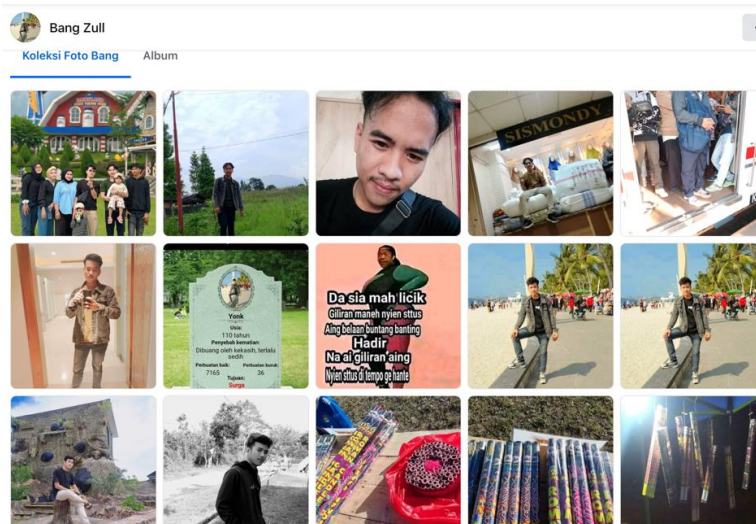 Bang Zull
Koleksi Foto Bang
Album
SISMONDY
Yonk
Usia:
110 tahun
Penyebab kematian:
Dibuang oleh kekasih, terlalu
sedih
Perbuatan baik:
7165
Perbuatan buruk:
36
Tujuan:
Surga
Da sia mah licik
Giliran maneh nyien sttus
Aing belaan buntang banting
Hadir
Na ai giliran aing
Nyien sttus di tempo ge hante